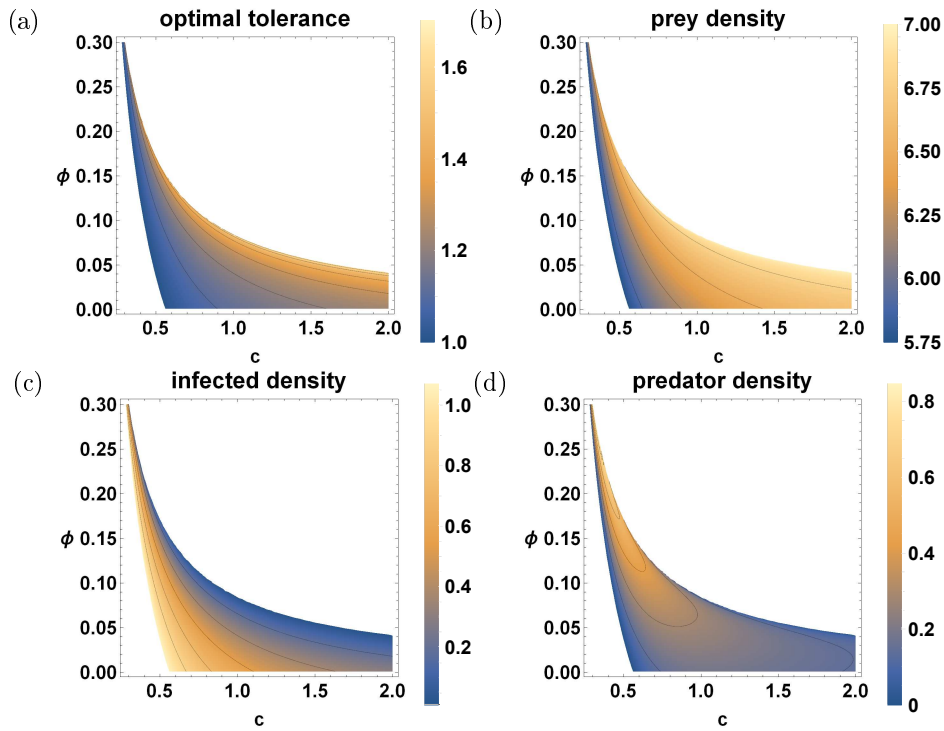 (a) optimal tolerance
0.30
0.25
0.20
ϕ 0.15
0.10
0.05
0.00
0.5 1.0 1.5 2.0
c
1.6
1.4
1.2
1.0
(b) prey density
0.30
0.25
0.20
ϕ 0.15
0.10
0.05
0.00
0.5 1.0 1.5 2.0
c
7.00
6.75
6.50
6.25
6.00
5.75
(c) infected density
0.30
0.25
0.20
ϕ 0.15
0.10
0.05
0.00
0.5 1.0 1.5 2.0
c
1.0
0.8
0.6
0.4
0.2
(d) predator density
0.30
0.25
0.20
ϕ 0.15
0.10
0.05
0.00
0.5 1.0 1.5 2.0
c
0.8
0.6
0.4
0.2
0